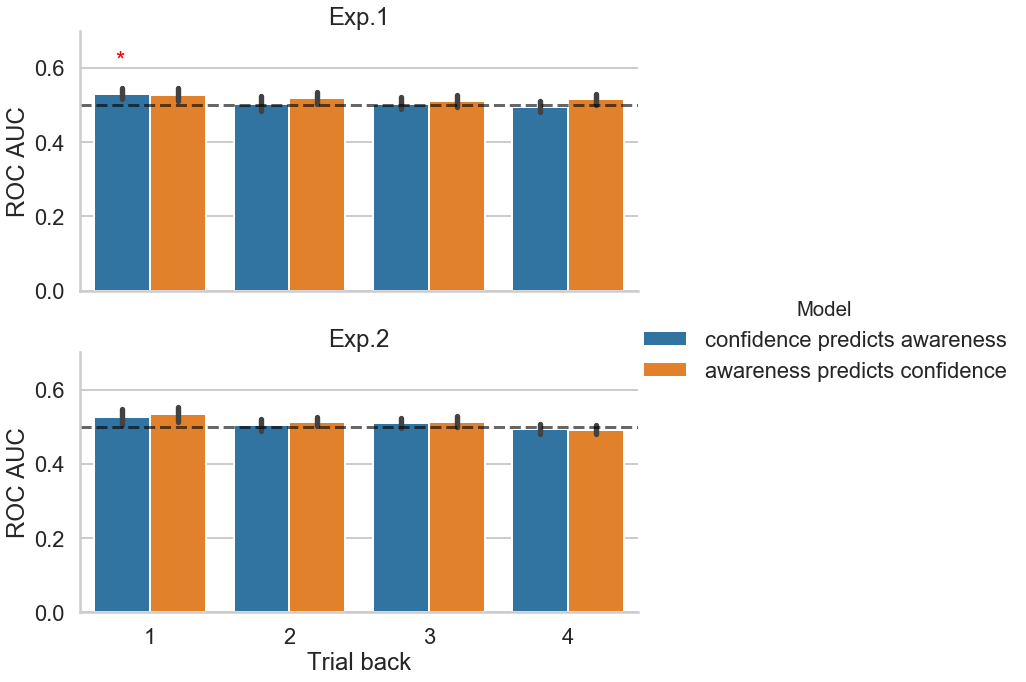 Exp.1
*
ROC AUC
0.6
0.4
0.2
0.0
Model
confidence predicts awareness
awareness predicts confidence
Exp.2
ROC AUC
0.6
0.4
0.2
0.0
1 2 3 4
Trial back